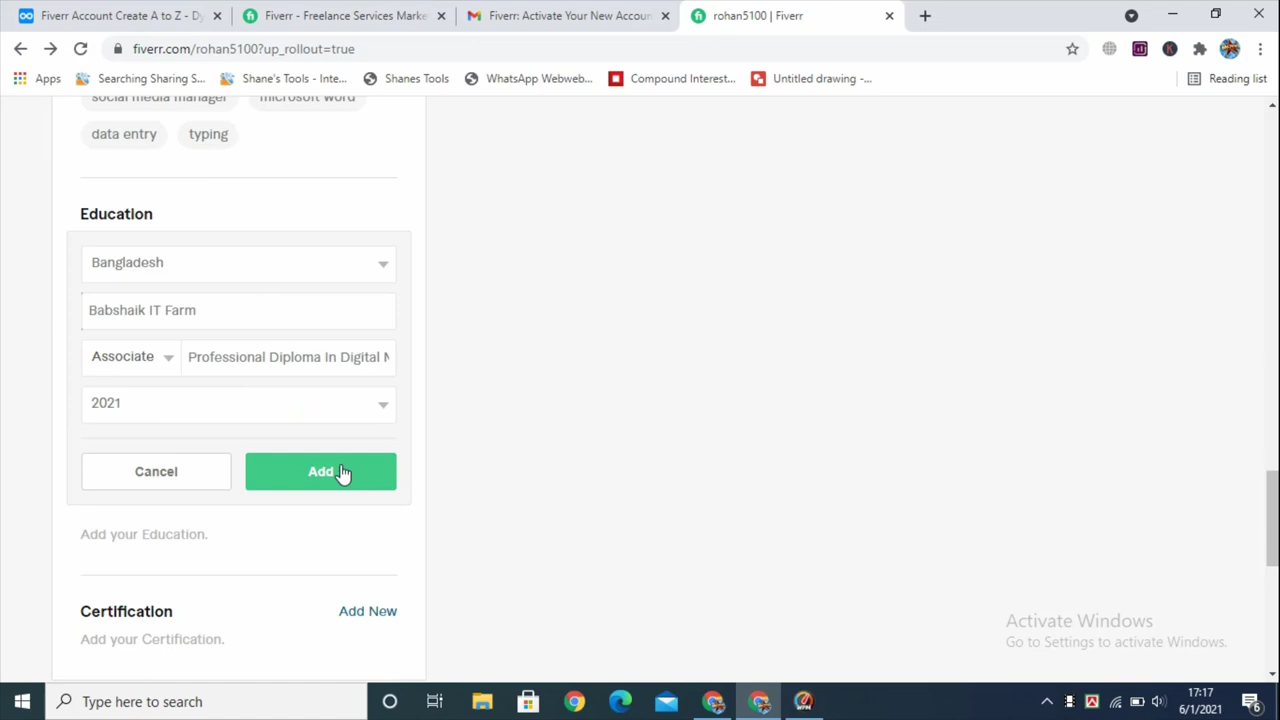 Fiverr Account Create A to Z - Dy
Fiverr - Freelance Services Marke
Fiverr: Activate Your New Accoun
rohan5100 | Fiverr
fiverr.com/rohan5100?up_rollout=true
Apps
Searching Sharing S...
Shane's Tools - Inte...
Shanes Tools
WhatsApp Webweb...
Compound Interest...
Untitled drawing -...
Reading list
social media manager
microsoft word
data entry
typing
Education
Bangladesh
Babshaik IT Farm
Associate
Professional Diploma In Digital M
2021
Cancel
Add
Add your Education.
Certification
Add New
Add your Certification.
Activate Windows
Go to Settings to activate Windows.
Type here to search
17:17
6/1/2021
6